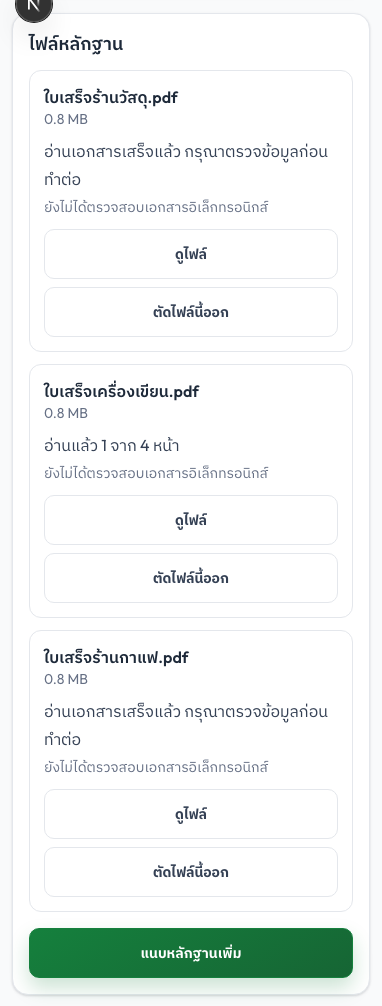 N
ไฟล์หลักฐาน
ใบเสร็จร้านวัสดุ.pdf
0.8 MB
อ่านเอกสารเสร็จแล้ว กรุณาตรวจข้อมูลก่อน
ทำต่อ
ยังไม่ได้ตรวจสอบเอกสารอิเล็กทรอนิกส์
ดูไฟล์
ตัดไฟล์นี้ออก
ใบเสร็จเครื่องเขียน.pdf
0.8 MB
อ่านแล้ว 1 จาก 4 หน้า
ยังไม่ได้ตรวจสอบเอกสารอิเล็กทรอนิกส์
ดูไฟล์
ตัดไฟล์นี้ออก
ใบเสร็จร้านกาแฟ.pdf
0.8 MB
อ่านเอกสารเสร็จแล้ว กรุณาตรวจข้อมูลก่อน
ทำต่อ
ยังไม่ได้ตรวจสอบเอกสารอิเล็กทรอนิกส์
ดูไฟล์
ตัดไฟล์นี้ออก
แนบหลักฐานเพิ่ม